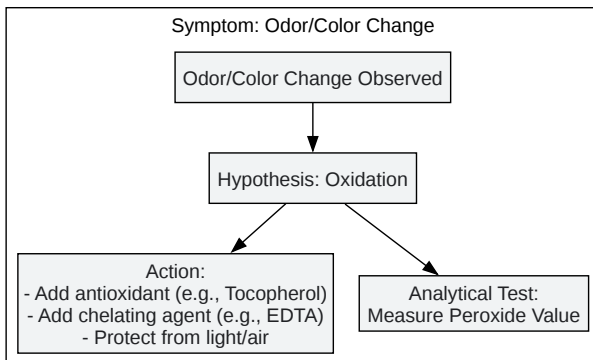 Symptom: Odor/Color Change
Odor/Color Change Observed
Hypothesis: Oxidation
Action:
- Add antioxidant (e.g., Tocopherol)
- Add chelating agent (e.g., EDTA)
- Protect from light/air
Analytical Test:
Measure Peroxide Value